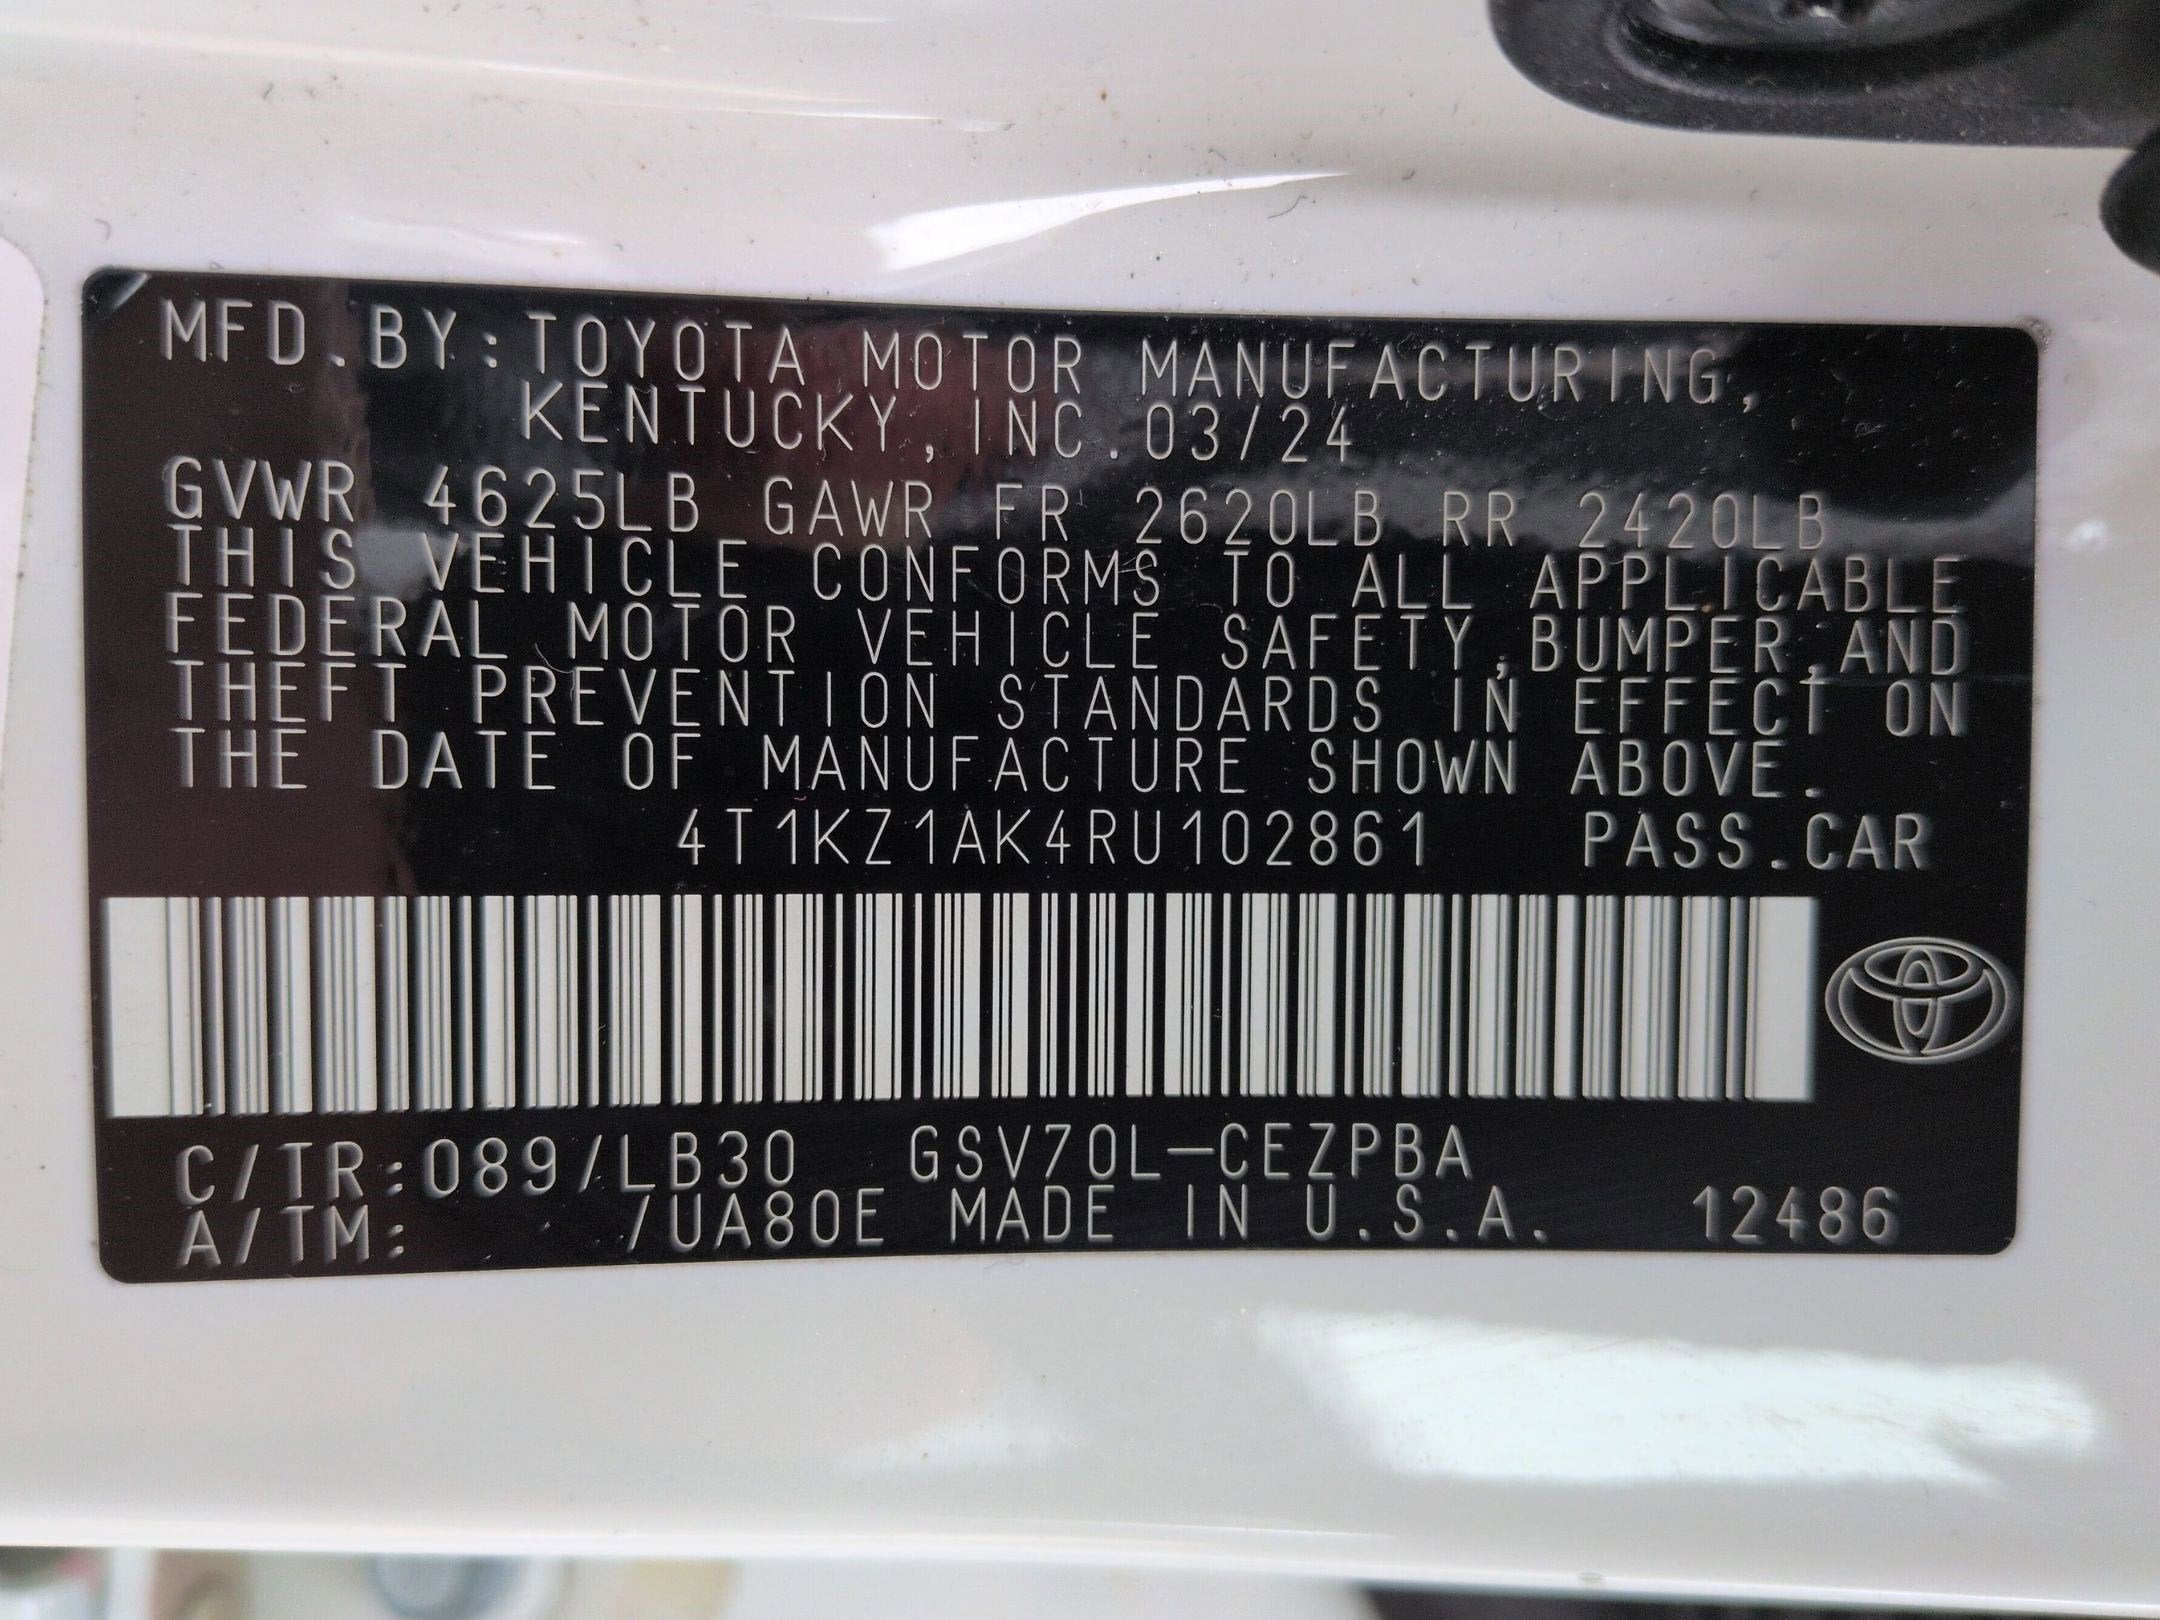 MFD.BY:TOYOTA MOTOR MANUFACTURING,
KENTUCKY,INC.03/24
GVWR 4625LB GAWR FR 2620LB RR 2420LB
THIS VEHICLE CONFORMS TO ALL APPLICABLE
FEDERAL MOTOR VEHICLE SAFETY,BUMPER,AND
THEFT PREVENTION STANDARDS IN EFFECT ON
THE DATE OF MANUFACTURE SHOWN ABOVE.
4T1KZ1AK4RU102861 PASS.CAR
C/TR:089/LB30 GSV70L-CEZPBA
A/TM: /UA80E MADE IN U.S.A. 12486